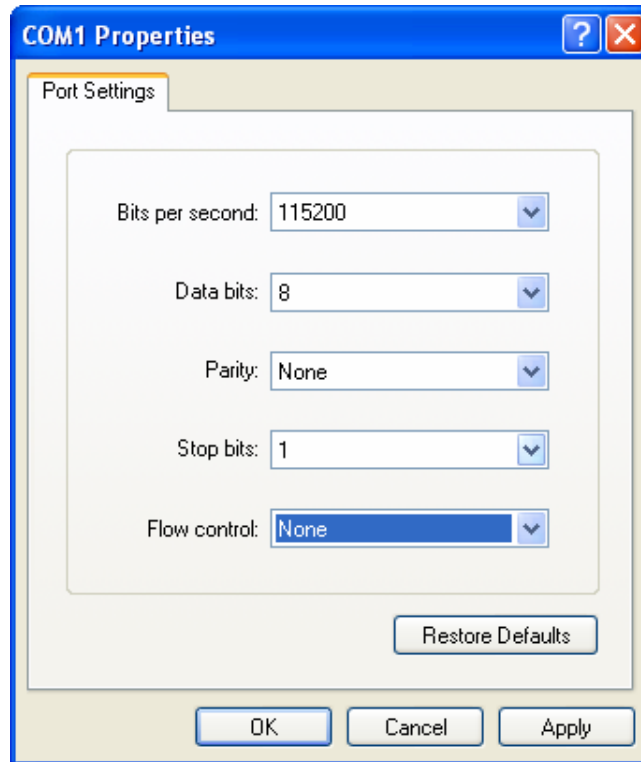 COM1 Properties
Port Settings
Bits per second: 115200
Data bits: 8
Parity: None
Stop bits: 1
Flow control: None
Restore Defaults
OK Cancel Apply